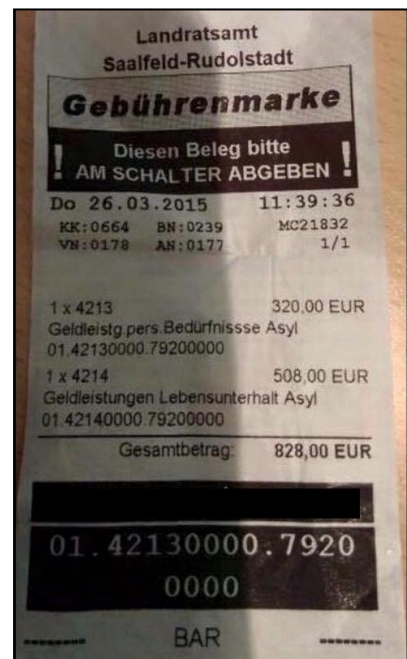 Landratsamt
Saalfeld-Rudolstadt
Gebührenmarke
! Diesen Beleg bitte !
AM SCHALTER ABGEBEN
Do 26.03.2015 11:39:36
KK:0664 BN:0239 MC21832
VN:0178 AN:0177 1/1
1 x 4213 320,00 EUR
Geldleistg.pers.Bedürfnissse Asyl
01.42130000.79200000
1 x 4214 508,00 EUR
Geldleistungen Lebensunterhalt Asyl
01.42140000.79200000
Gesamtbetrag: 828,00 EUR
01.42130000.7920
0000
-------- BAR --------